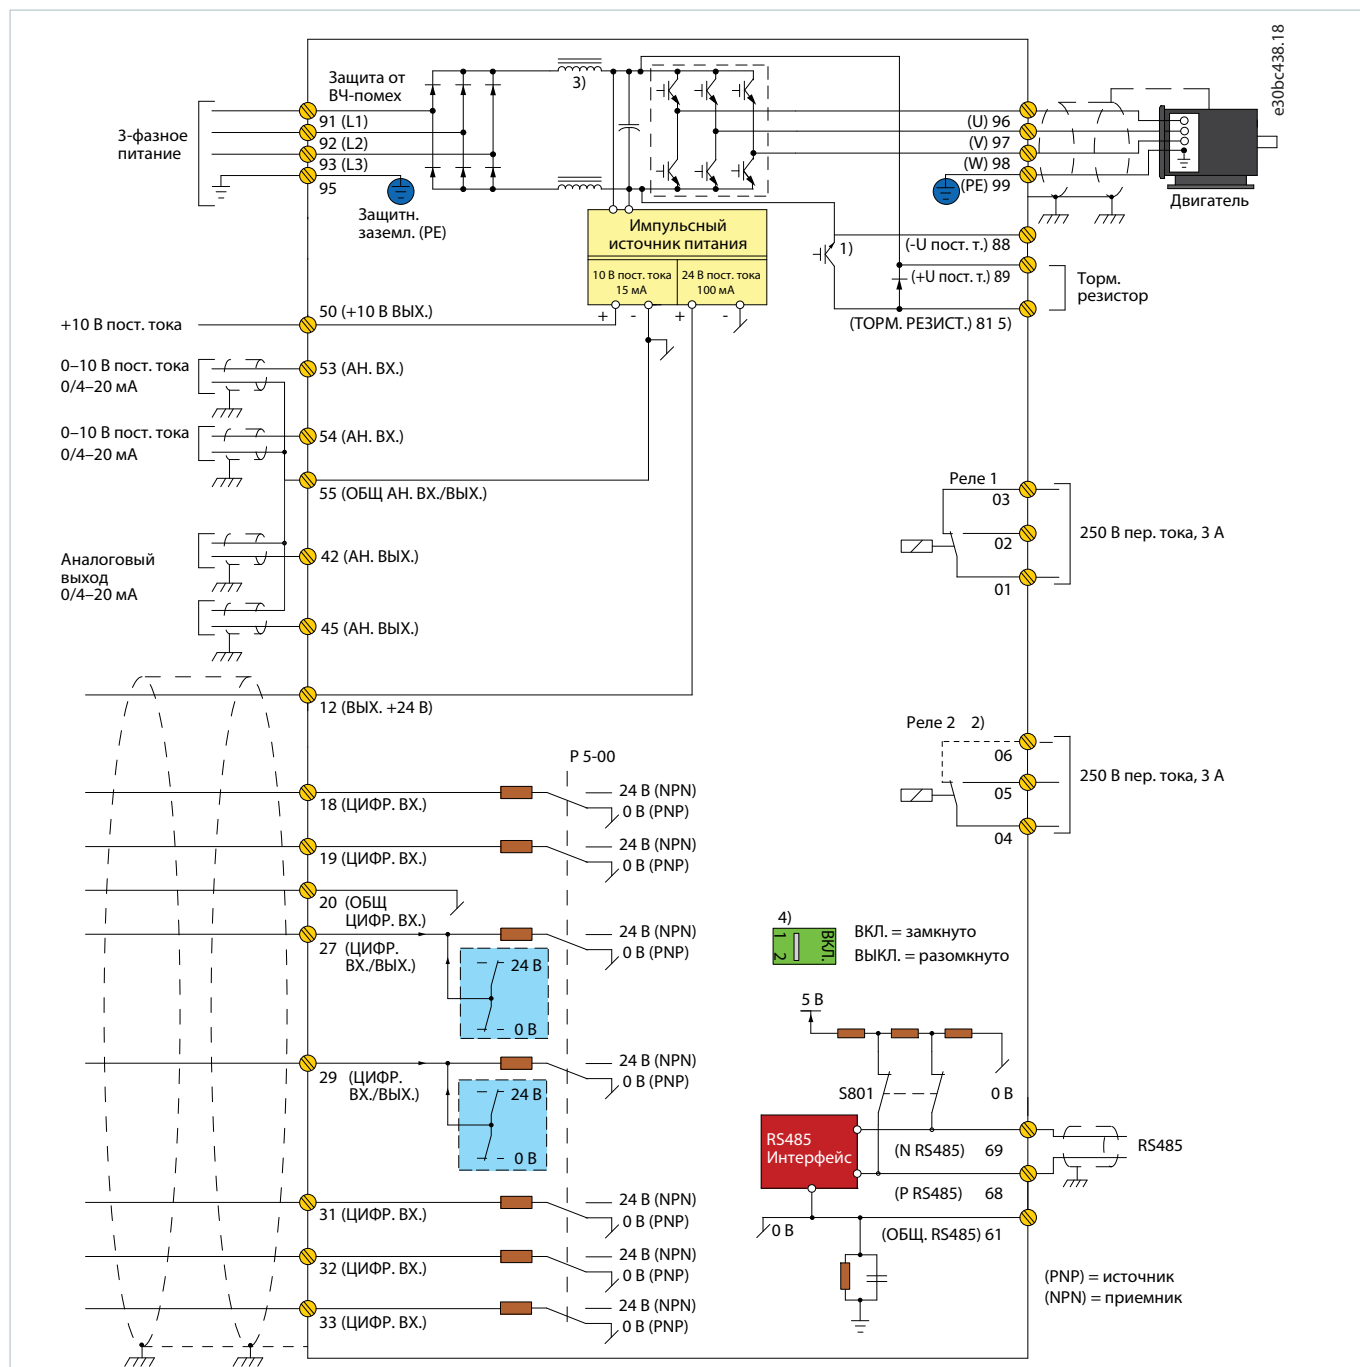 e30bc438.18
Защита от
ВЧ-помех
3)
3-фазное
питание
91 (L1)
92 (L2)
93 (L3)
95
Защитн.
заземл. (PE)
(U) 96
(V) 97
(W) 98
(PE) 99
Двигатель
Импульсный
источник питания
10 В пост. тока
15 мА
24 В пост. тока
100 мА
+ - + -
1)
(-U пост. т.) 88
(+U пост. т.) 89
(ТОРМ. РЕЗИСТ.) 81 5)
Торм.
резистор
+10 В пост. тока
50 (+10 В ВЫХ.)
0–10 В пост. тока
0/4–20 мА
53 (АН. ВХ.)
0–10 В пост. тока
0/4–20 мА
54 (АН. ВХ.)
55 (ОБЩ АН. ВХ./ВЫХ.)
Аналоговый
выход
0/4–20 мА
42 (АН. ВЫХ.)
45 (АН. ВЫХ.)
12 (ВЫХ. +24 В)
Реле 1
03
02
01
250 В пер. тока, 3 А
Реле 2 2)
06
05
04
250 В пер. тока, 3 А
P 5-00
18 (ЦИФР. ВХ.)
24 В (NPN)
0 В (PNP)
19 (ЦИФР. ВХ.)
24 В (NPN)
0 В (PNP)
20 (ОБЩ
ЦИФР. ВХ.)
27 (ЦИФР.
ВХ./ВЫХ.)
24 В (NPN)
0 В (PNP)
24 В
0 В
29 (ЦИФР.
ВХ./ВЫХ.)
24 В (NPN)
0 В (PNP)
24 В
0 В
31 (ЦИФР. ВХ.)
24 В (NPN)
0 В (PNP)
32 (ЦИФР. ВХ.)
24 В (NPN)
0 В (PNP)
33 (ЦИФР. ВХ.)
24 В (NPN)
0 В (PNP)
4)
1 2 ВКЛ.
ВКЛ. = замкнуто
ВЫКЛ. = разомкнуто
5 В
S801
0 В
RS485
Интерфейс
(N RS485) 69
(P RS485) 68
RS485
0 В
(ОБЩ. RS485) 61
(PNP) = источник
(NPN) = приемник